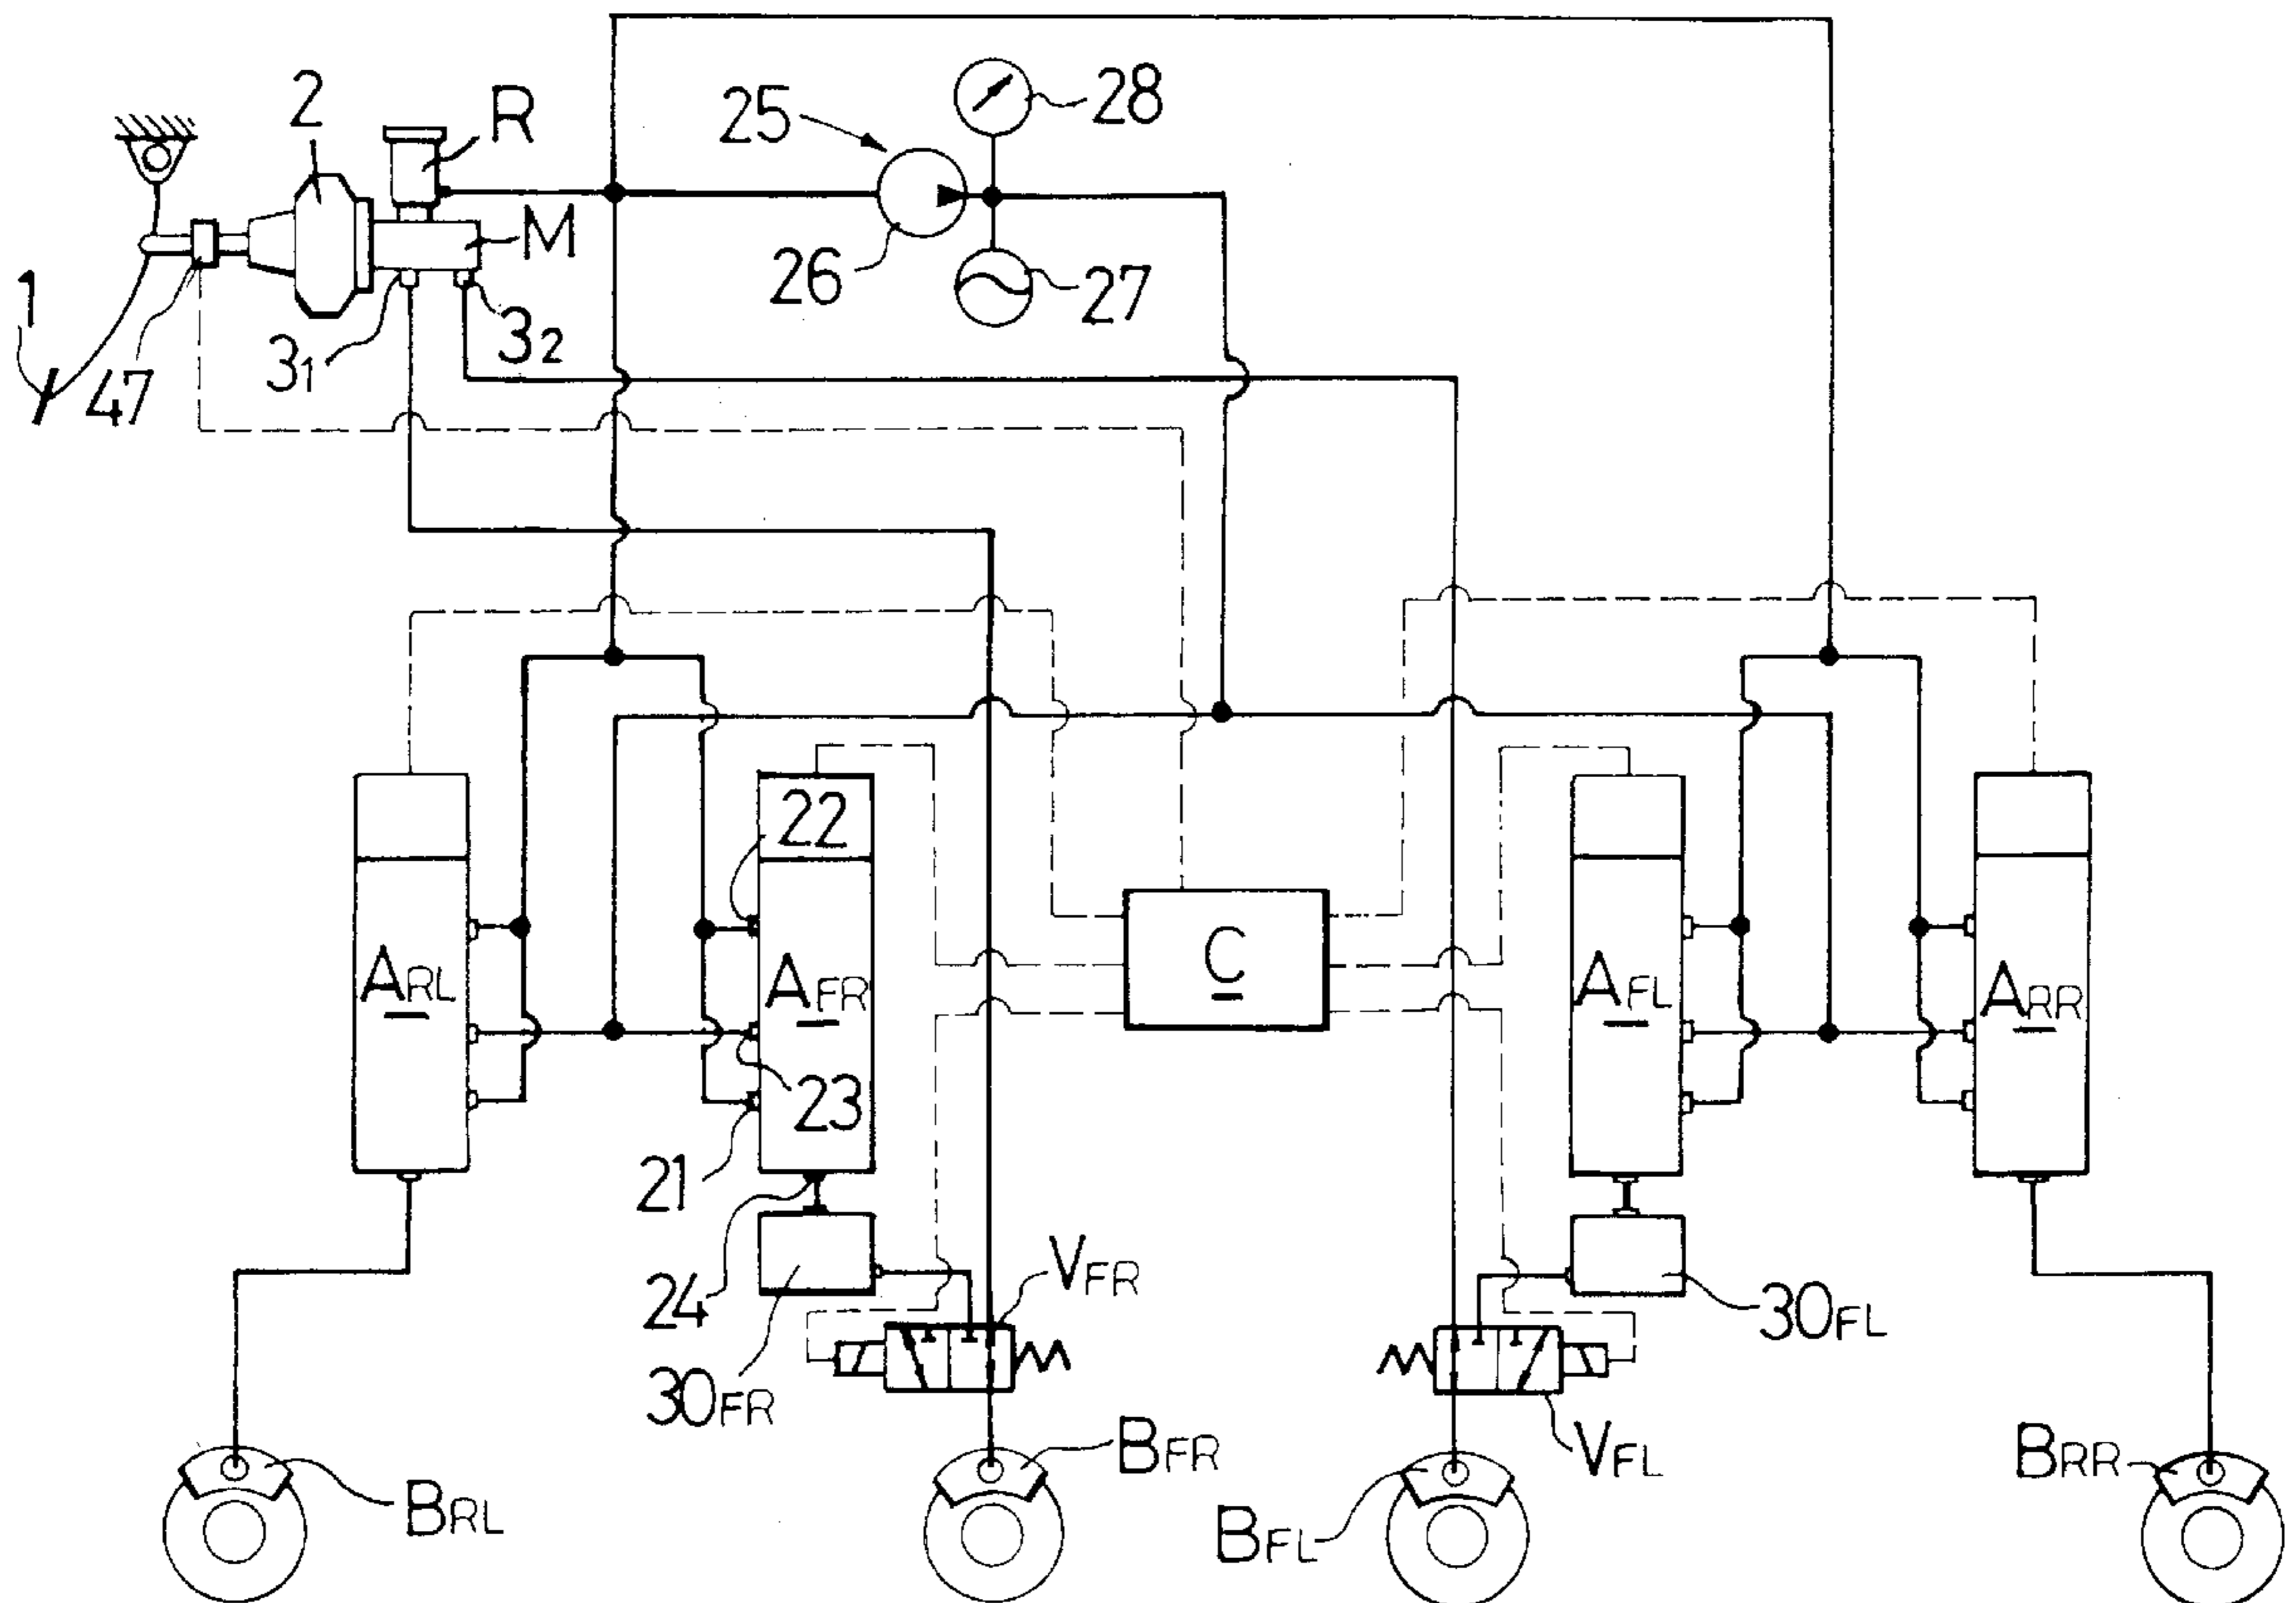 28
2
R
25
M
26
27
1
47
3₁
3₂
22
C
A_RL
A_FR
A_FL
A_RR
23
21
24
V_FR
30_FR
30_FL
V_FL
B_RL
B_FR
B_FL
B_RR